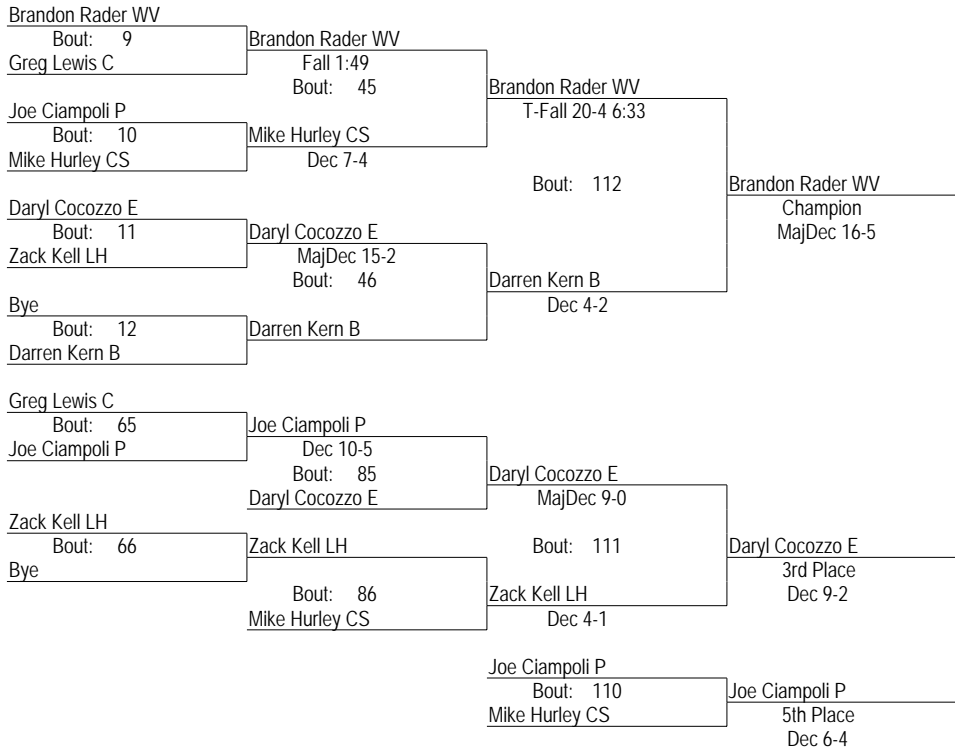 Brandon Rader WV
Bout: 9
Greg Lewis C
Brandon Rader WV
Fall 1:49
Bout: 45
Joe Ciampoli P
Bout: 10
Mike Hurley CS
Mike Hurley CS
Dec 7-4
Brandon Rader WV
T-Fall 20-4 6:33
Bout: 112
Daryl Cocozzo E
Bout: 11
Zack Kell LH
Daryl Cocozzo E
MajDec 15-2
Bout: 46
Bye
Bout: 12
Darren Kern B
Darren Kern B
Darren Kern B
Dec 4-2
Brandon Rader WV
Champion
MajDec 16-5
Greg Lewis C
Bout: 65
Joe Ciampoli P
Joe Ciampoli P
Dec 10-5
Bout: 85
Daryl Cocozzo E
Daryl Cocozzo E
MajDec 9-0
Bout: 111
Zack Kell LH
Bout: 66
Bye
Zack Kell LH
Bout: 86
Mike Hurley CS
Zack Kell LH
Dec 4-1
Daryl Cocozzo E
3rd Place
Dec 9-2
Joe Ciampoli P
Bout: 110
Mike Hurley CS
Joe Ciampoli P
5th Place
Dec 6-4